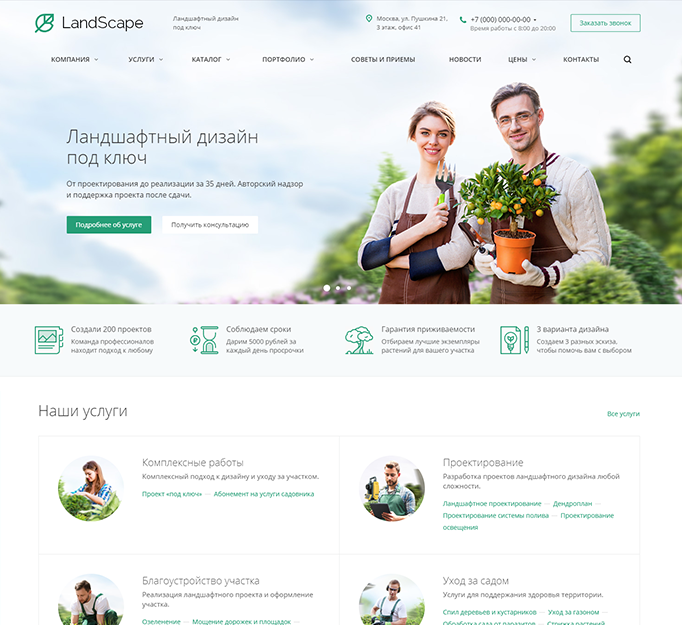 LandScape
Ландшафтный дизайн
под ключ
Москва, ул. Пушкина 21,
3 этаж, офис 41
+7 (000) 000-00-00
Время работы с 8:00 до 20:00
Заказать звонок
КОМПАНИЯ УСЛУГИ КАТАЛОГ ПОРТФОЛИО СОВЕТЫ И ПРИЕМЫ НОВОСТИ ЦЕНЫ КОНТАКТЫ
Ландшафтный дизайн
под ключ
От проектирования до реализации за 35 дней. Авторский надзор
и поддержка проекта после сдачи.
Подробнее об услуге
Получить консультацию
Создали 200 проектов
Команда профессионалов
находит подход к любому
Соблюдаем сроки
Дарим 5000 рублей за
каждый день просрочки
Гарантия приживаемости
Отбираем лучшие экземпляры
растений для вашего участка
3 варианта дизайна
Создаем 3 разных эскиза,
чтобы помочь вам с выбором
Наши услуги
Все услуги
Комплексные работы
Комплексный подход к дизайну и уходу за участком.
Проект «под ключ» — Абонемент на услуги садовника
Проектирование
Разработка проектов ландшафтного дизайна любой
сложности.
Ландшафтное проектирование — Дендроплан —
Проектирование системы полива — Проектирование
освещения
Благоустройство участка
Реализация ландшафтного проекта и оформление
участка.
Озеленение — Мощение дорожек и площадок —
Уход за садом
Услуги для поддержания здоровья территории.
Спил деревьев и кустарников — Уход за газоном —
Обработка сада от паразитов — Стрижка растений